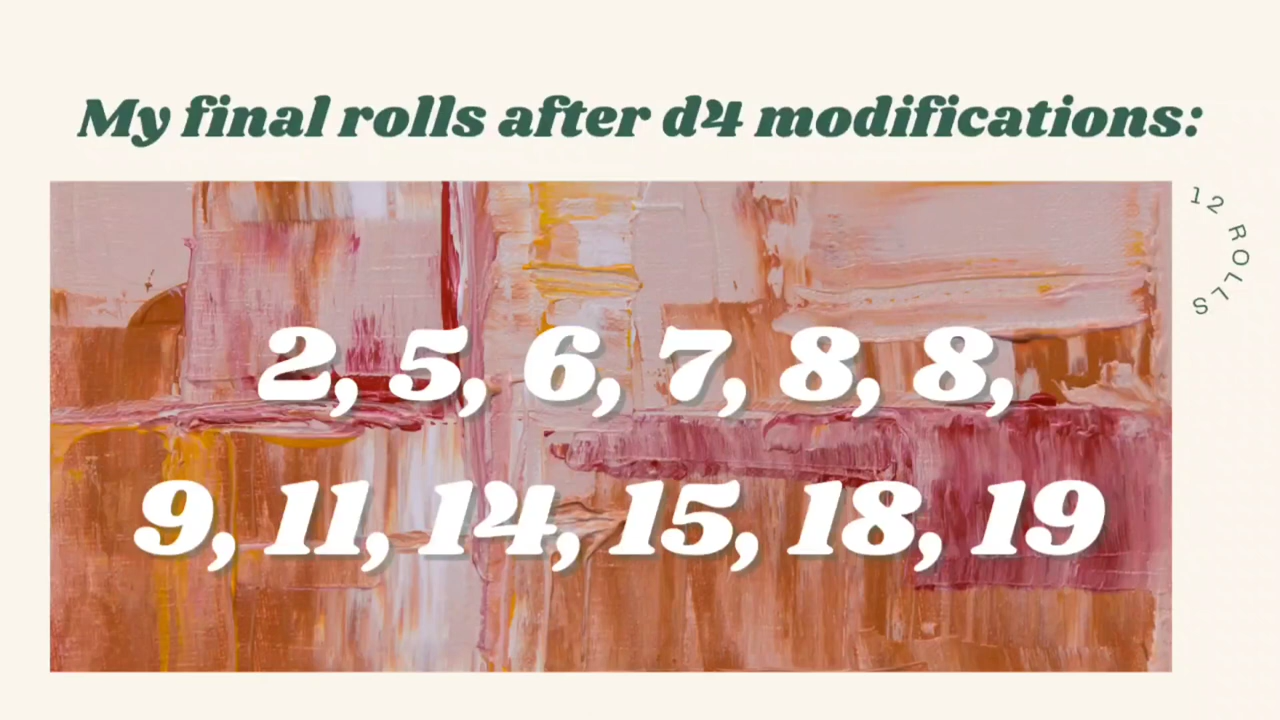 My final rolls after d4 modifications:
12 ROLLS
2, 5, 6, 7, 8, 8,
9, 11, 14, 15, 18, 19